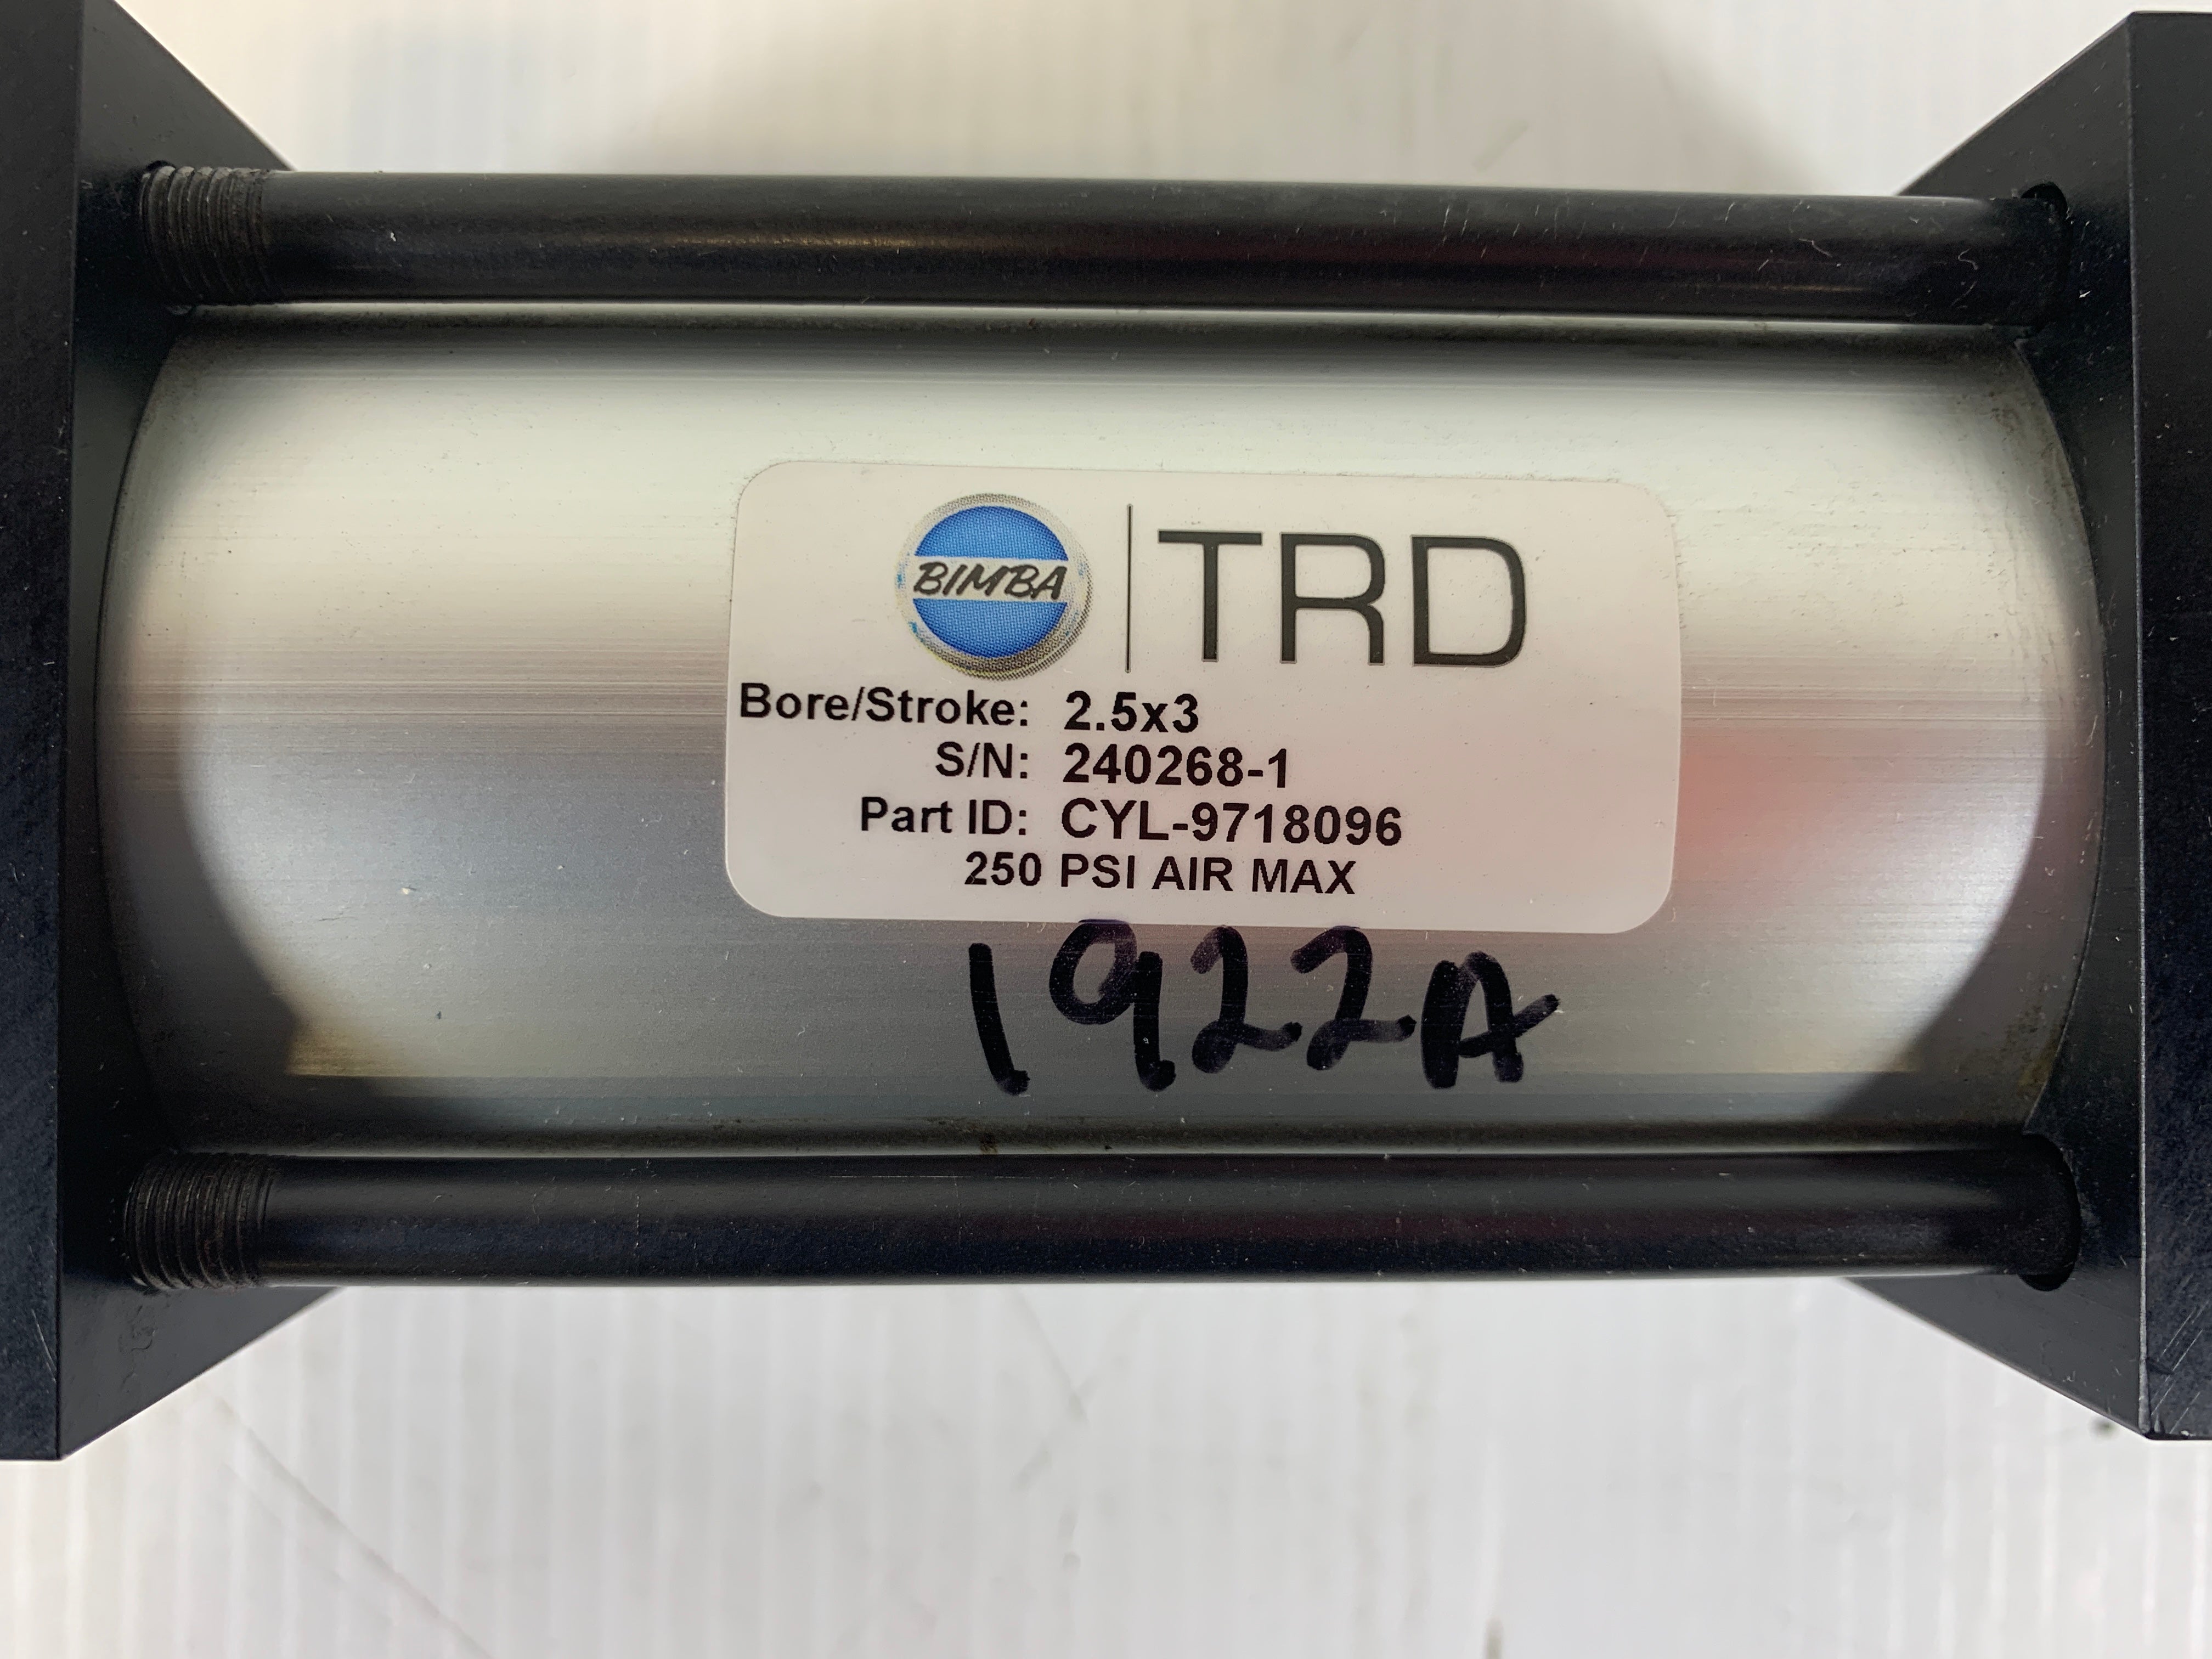 BIMBA TRD
Bore/Stroke: 2.5x3
S/N: 240268-1
Part ID: CYL-9718096
250 PSI AIR MAX
1922A